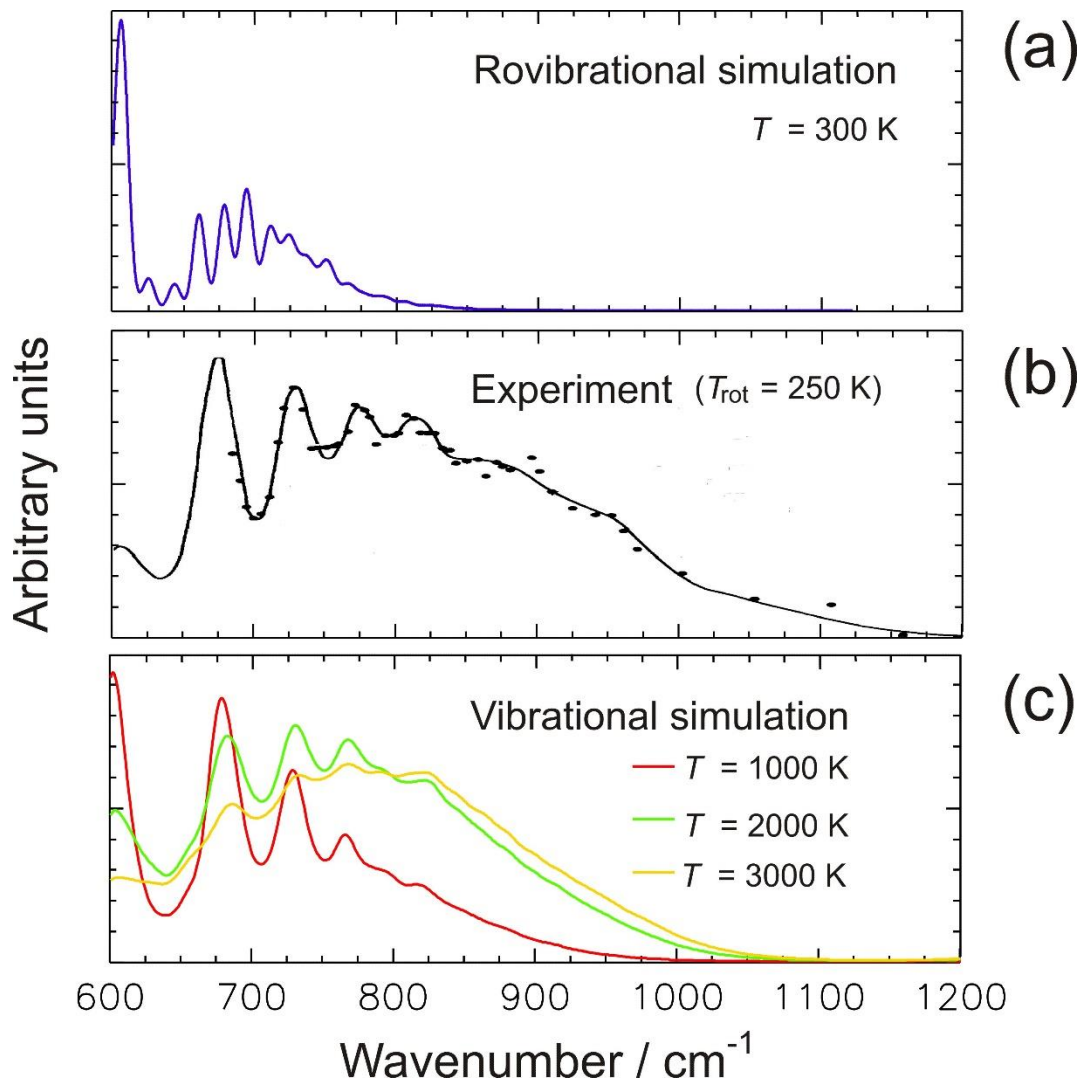 (a)
Rovibrational simulation
T = 300 K
(b)
Experiment (Trot = 250 K)
Arbitrary units
(c)
Vibrational simulation
T = 1000 K
T = 2000 K
T = 3000 K
600 700 800 900 1000 1100 1200
Wavenumber / cm-1